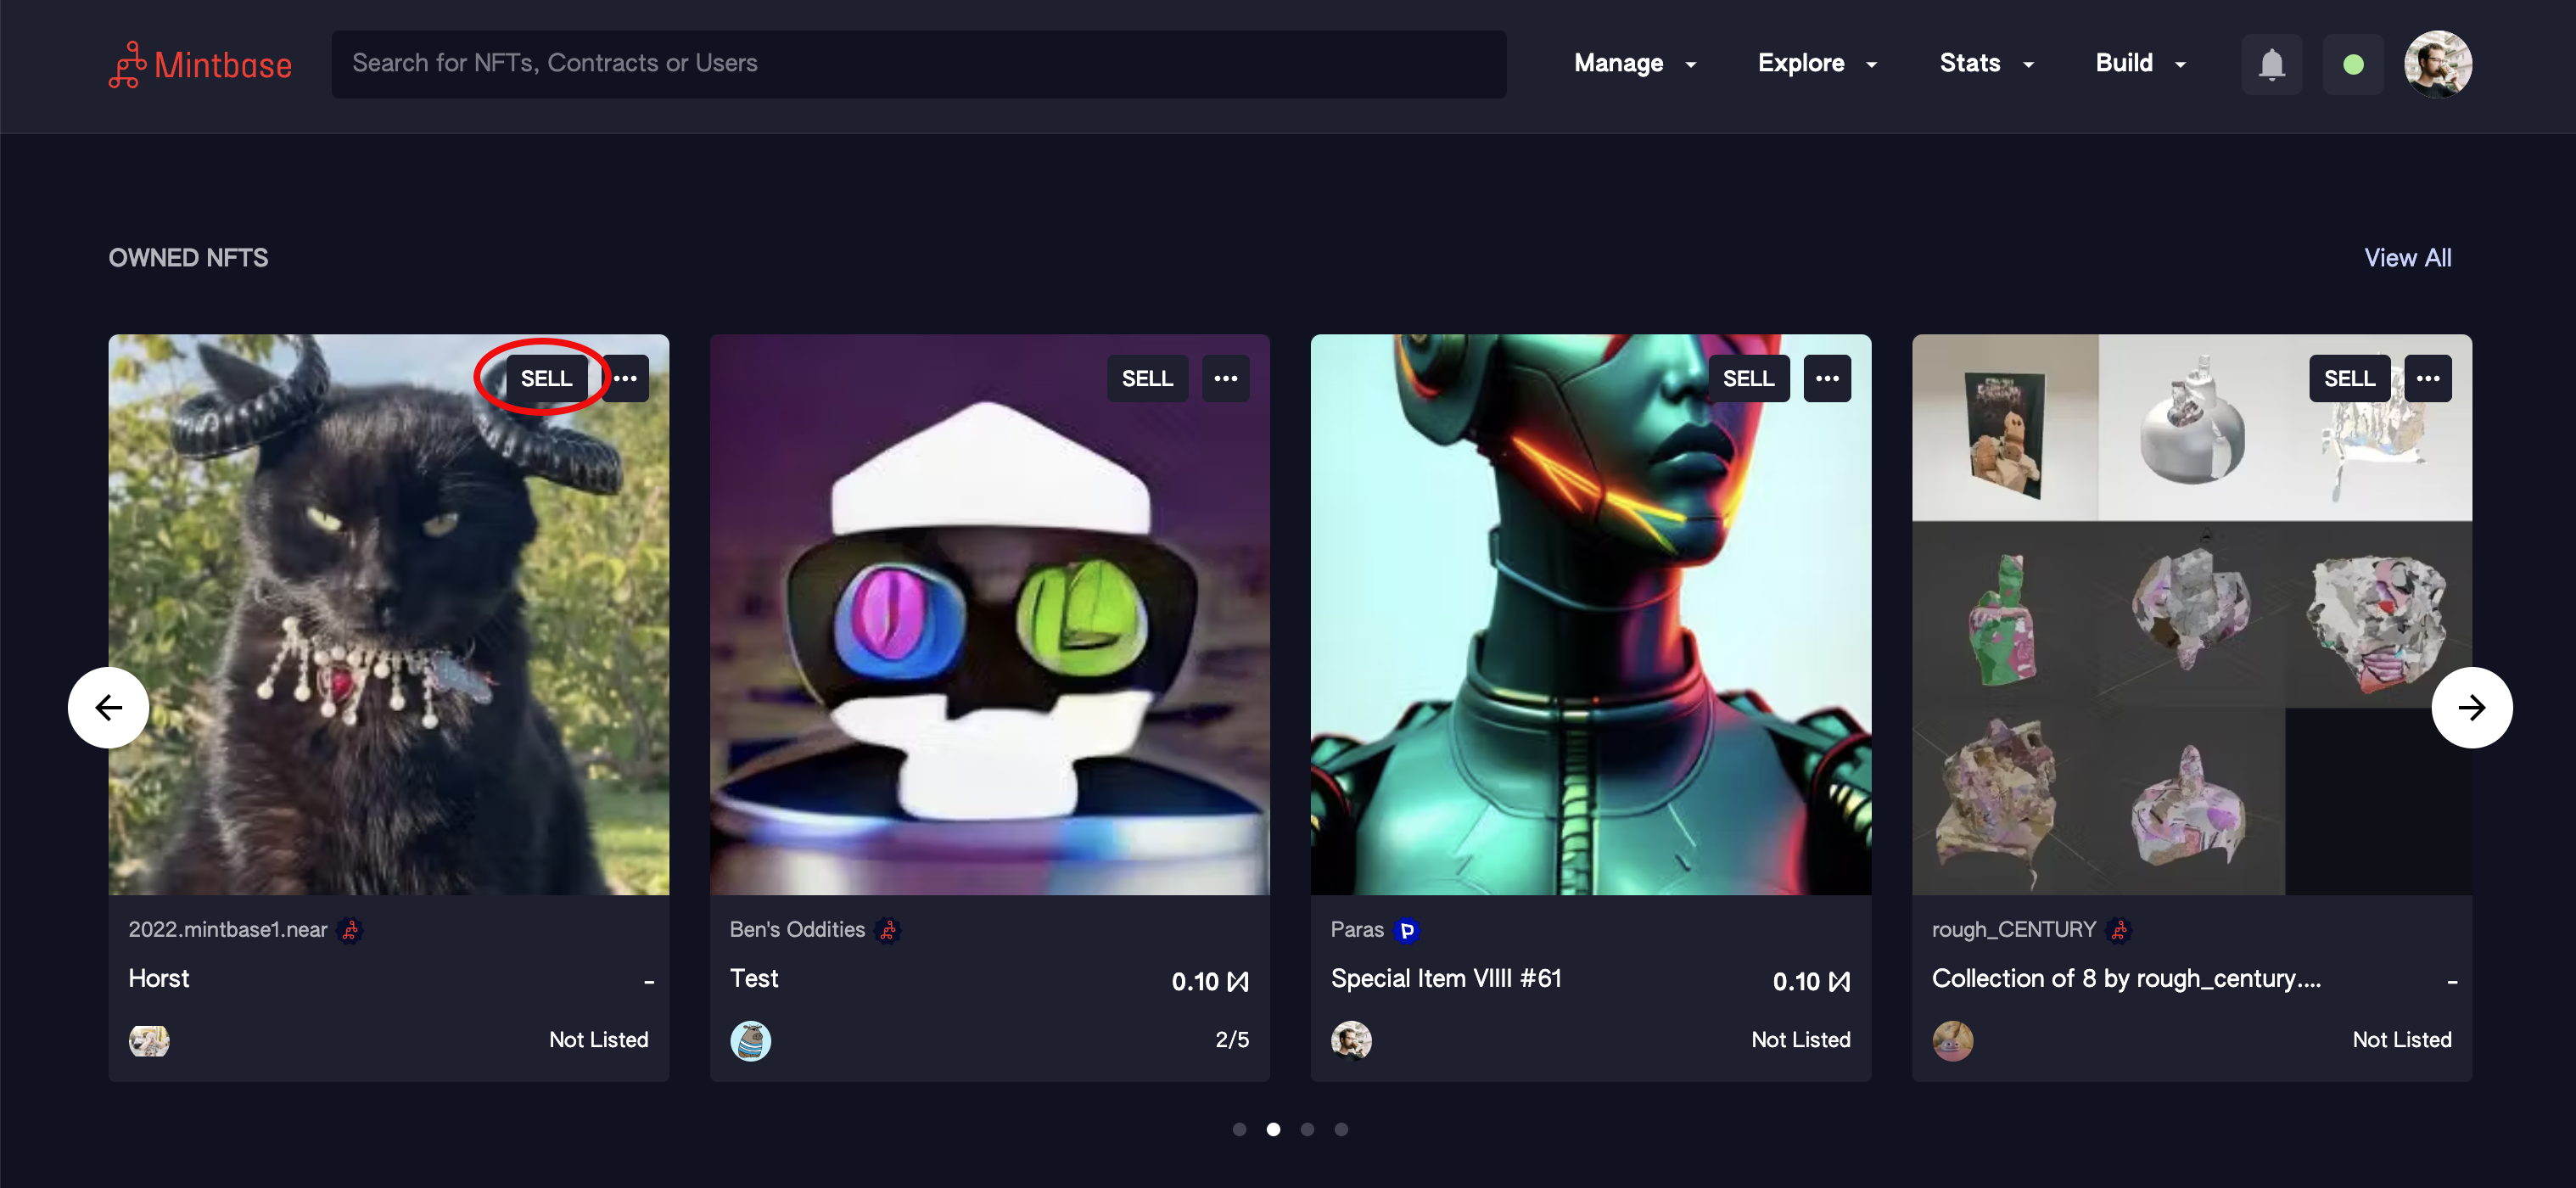 Mintbase
Search for NFTs, Contracts or Users
Manage
Explore
Stats
Build
OWNED NFTS
View All
SELL
SELL
SELL
SELL
2022.mintbase1.near
Horst
-
Not Listed
Ben's Oddities
Test
0.10
2/5
Paras
P
Special Item VIIII #61
0.10
Not Listed
rough_CENTURY
Collection of 8 by rough_century....
-
Not Listed